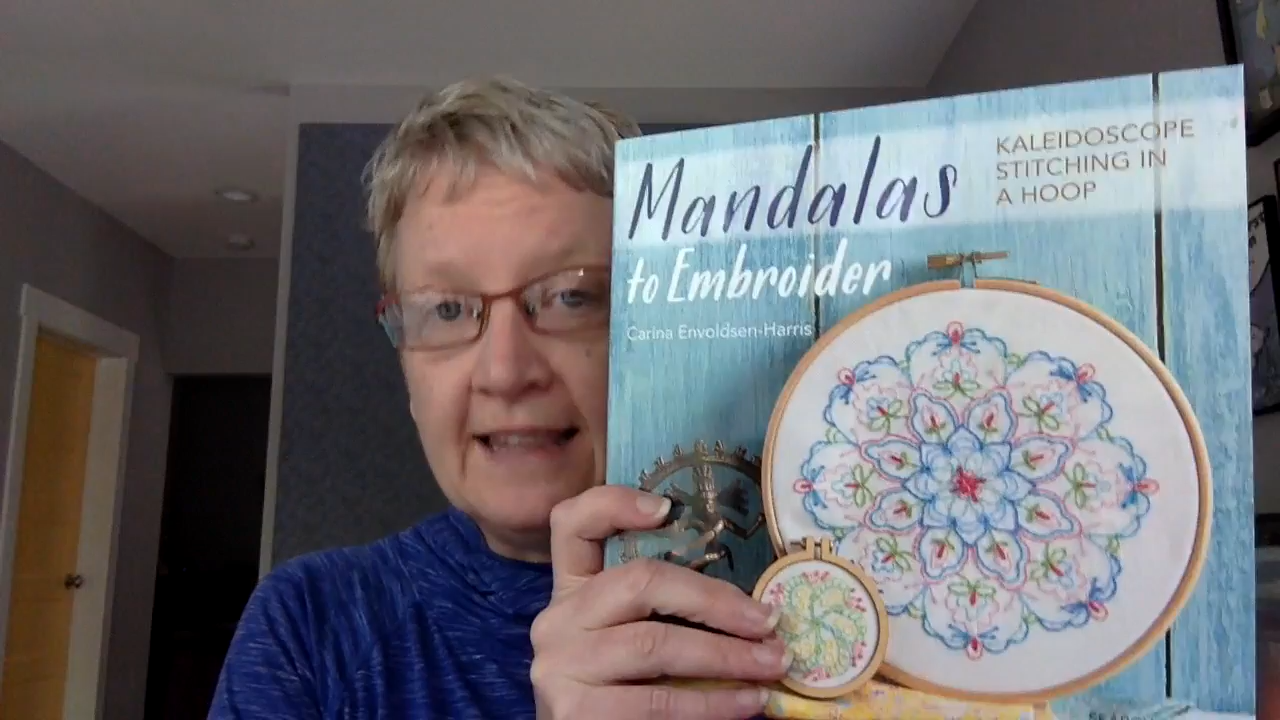 Mandalas
to Embroider
KALEIDOSCOPE
STITCHING IN
A HOOP
Carina Envoldsen-Harris